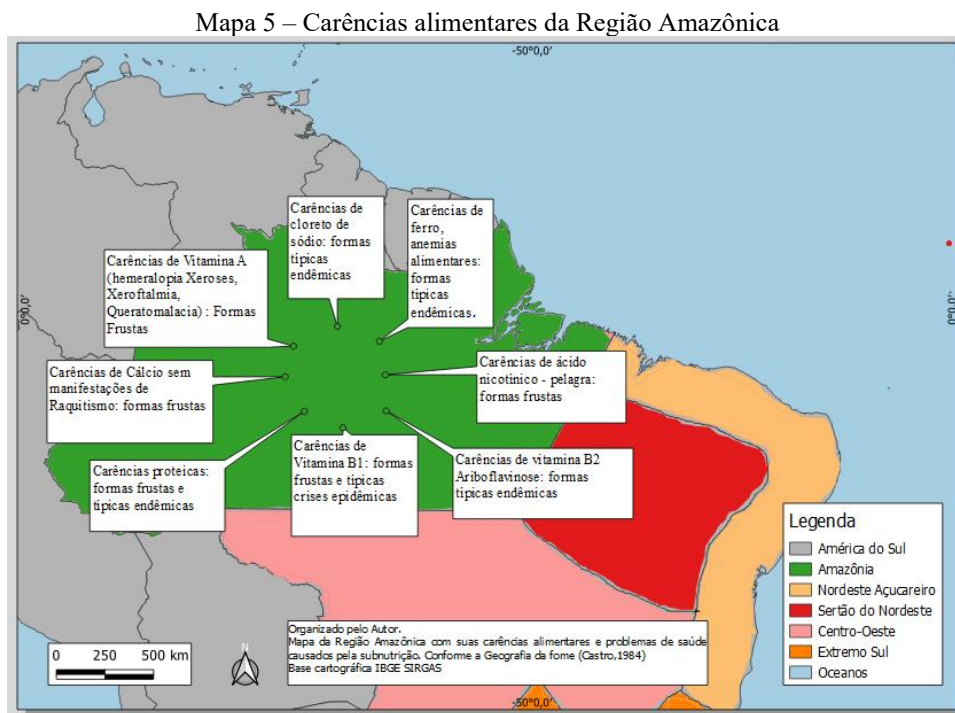 Mapa 5 – Carências alimentares da Região Amazônica
-50°0,0'
Carências de
cloreto de
sódio: formas
tipicas
endêmicas
Carências de
ferro,
anemias
alimentares:
formas
tipicas
endêmicas.
Carências de Vitamina A
(hemeralopia Xeroses,
Xeroftalmia,
Queratomalacia) : Formas
Frustas
0°0,0'
0°0,0'
Carências de Cálcio sem
manifestações de
Raquitismo: formas frustas
Carências de ácido
nicotínico - pelagra:
formas frustas
Carências proteicas:
formas frustas e
tipicas endêmicas
Carências de
Vitamina B1: formas
frustas e tipicas
crises epidêmicas
Carências de vitamina B2
Ariboflavinose: formas
tipicas endêmicas
Legenda
América do Sul
Amazônia
Nordeste Açucareiro
Sertão do Nordeste
Centro-Oeste
Extremo Sul
Oceanos
0 250 500 km
N
Organizado pelo Autor.
Mapa da Região Amazônica com suas carências alimentares e problemas de saúde
causados pela subnutrição. Conforme a Geografia da fome (Castro,1984)
Base cartográfica IBGE SIRGAS
-50°0,0'